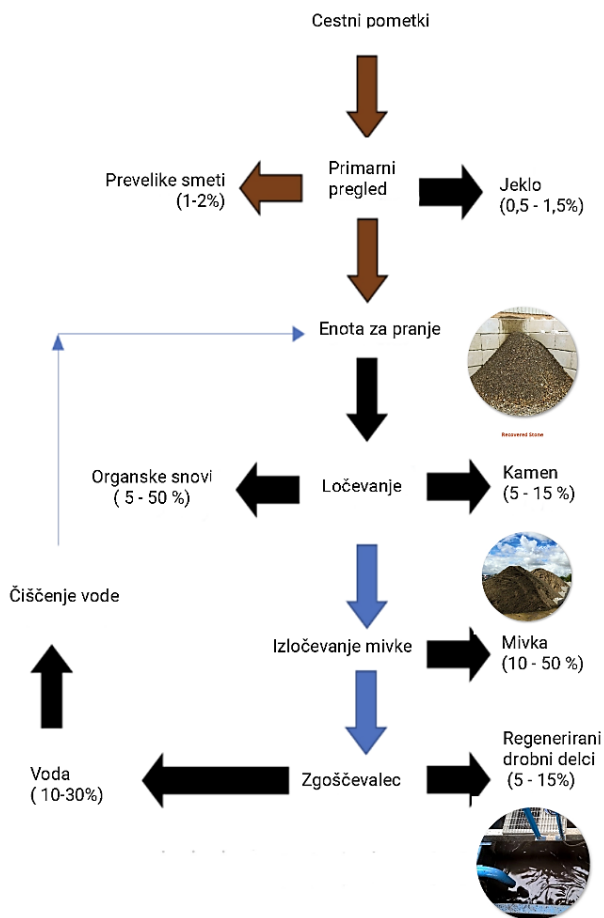 Cestni pometki
Prevelike smeti
(1-2%)
Primarni
pregled
Jeklo
(0,5 - 1,5%)
Enota za pranje
Recovered Stone
Organske snovi
( 5 - 50 %)
Ločevanje
Kamen
(5 - 15 %)
Čiščenje vode
Izločevanje mivke
Mivka
(10 - 50 %)
Voda
( 10-30%)
Zgoščevalec
Regenerirani
drobni delci
(5 - 15%)